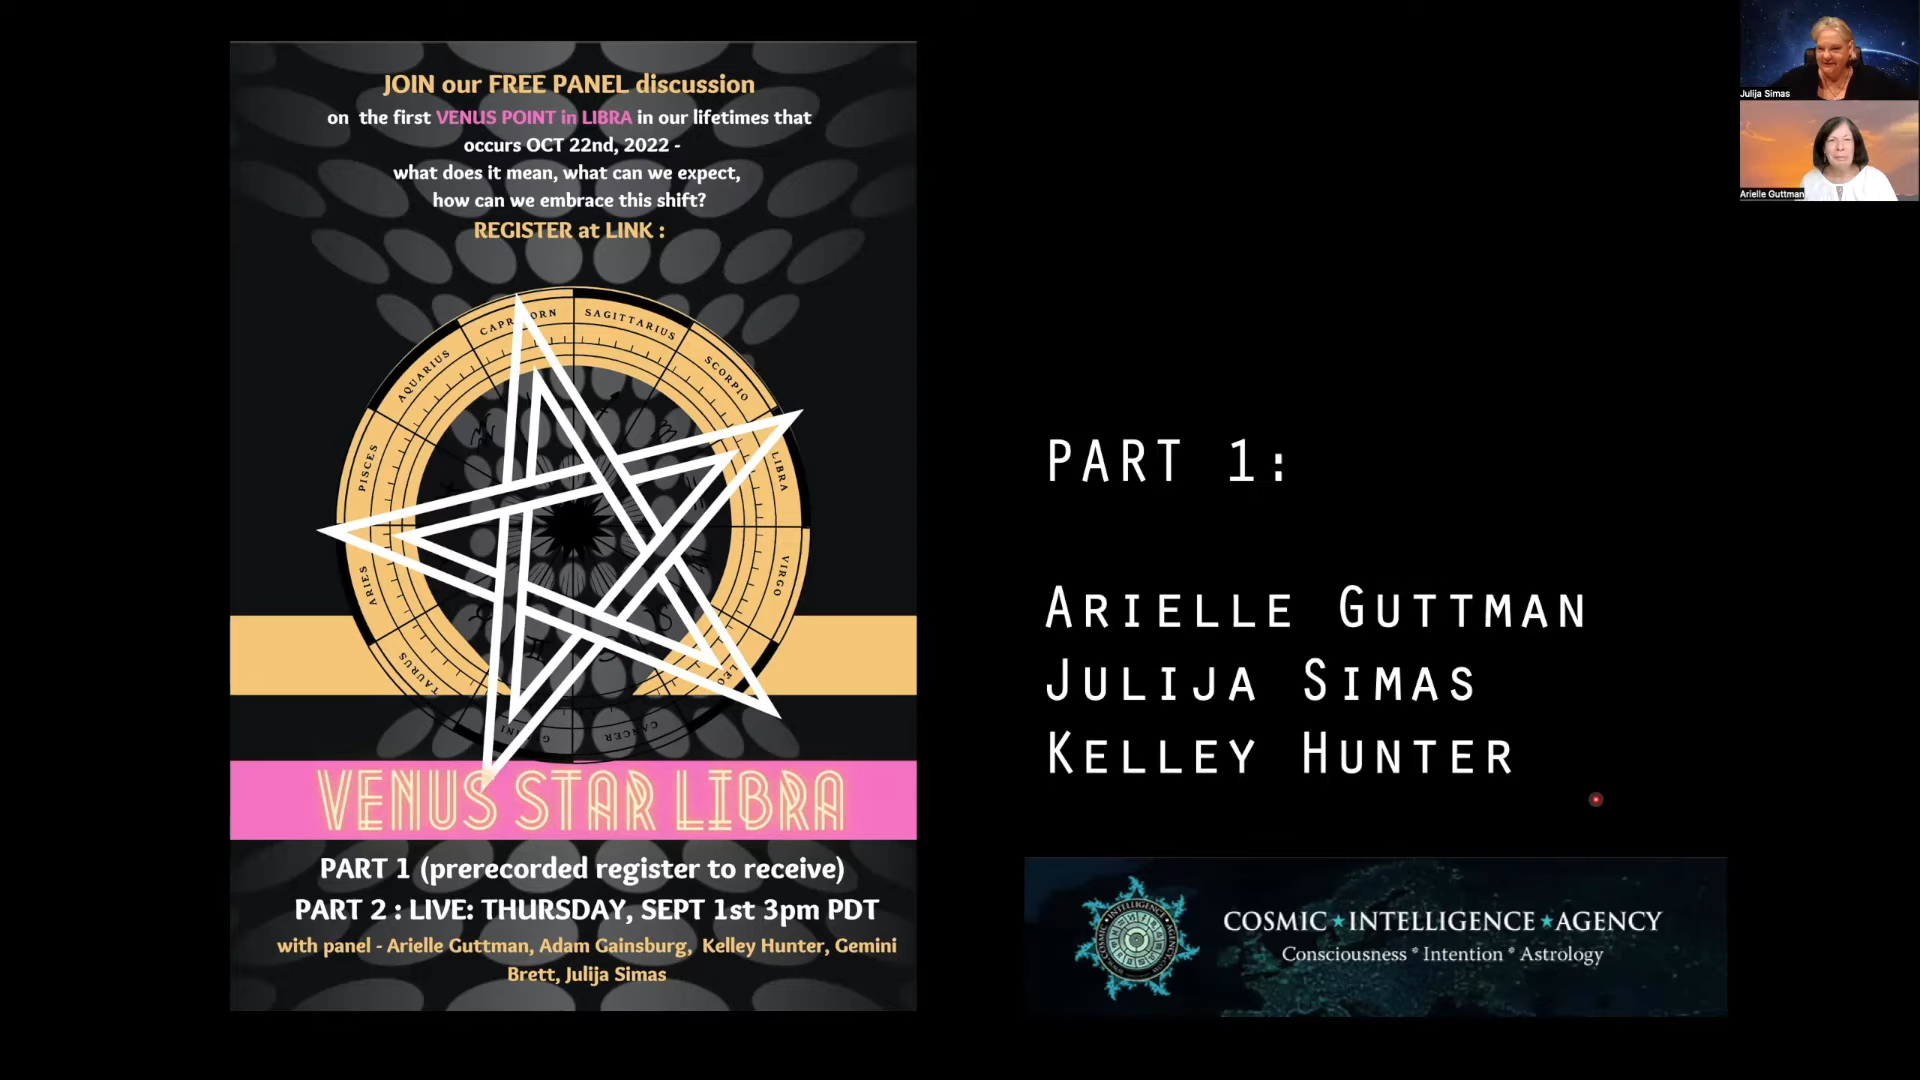 JOIN our FREE PANEL discussion
on the first VENUS POINT in LIBRA in our lifetimes that
occurs OCT 22nd, 2022 -
what does it mean, what can we expect,
how can we embrace this shift?
REGISTER at LINK :
CAPRICORN
SAGITTARIUS
AQUARIUS
SCORPIO
PISCES
LIBRA
ARIES
VIRGO
TAURUS
LEO
GEMINI
CANCER
VENUS STAR LIBRA
PART 1 (prerecorded register to receive)
PART 2 : LIVE: THURSDAY, SEPT 1st 3pm PDT
with panel - Arielle Guttman, Adam Gainsburg, Kelley Hunter, Gemini
Brett, Julija Simas
PART 1:
ARIELLE GUTTMAN
JULIJA SIMAS
KELLEY HUNTER
COSMIC★INTELLIGENCE★AGENCY
Consciousness * Intention * Astrology
Julija Simas
Arielle Guttman